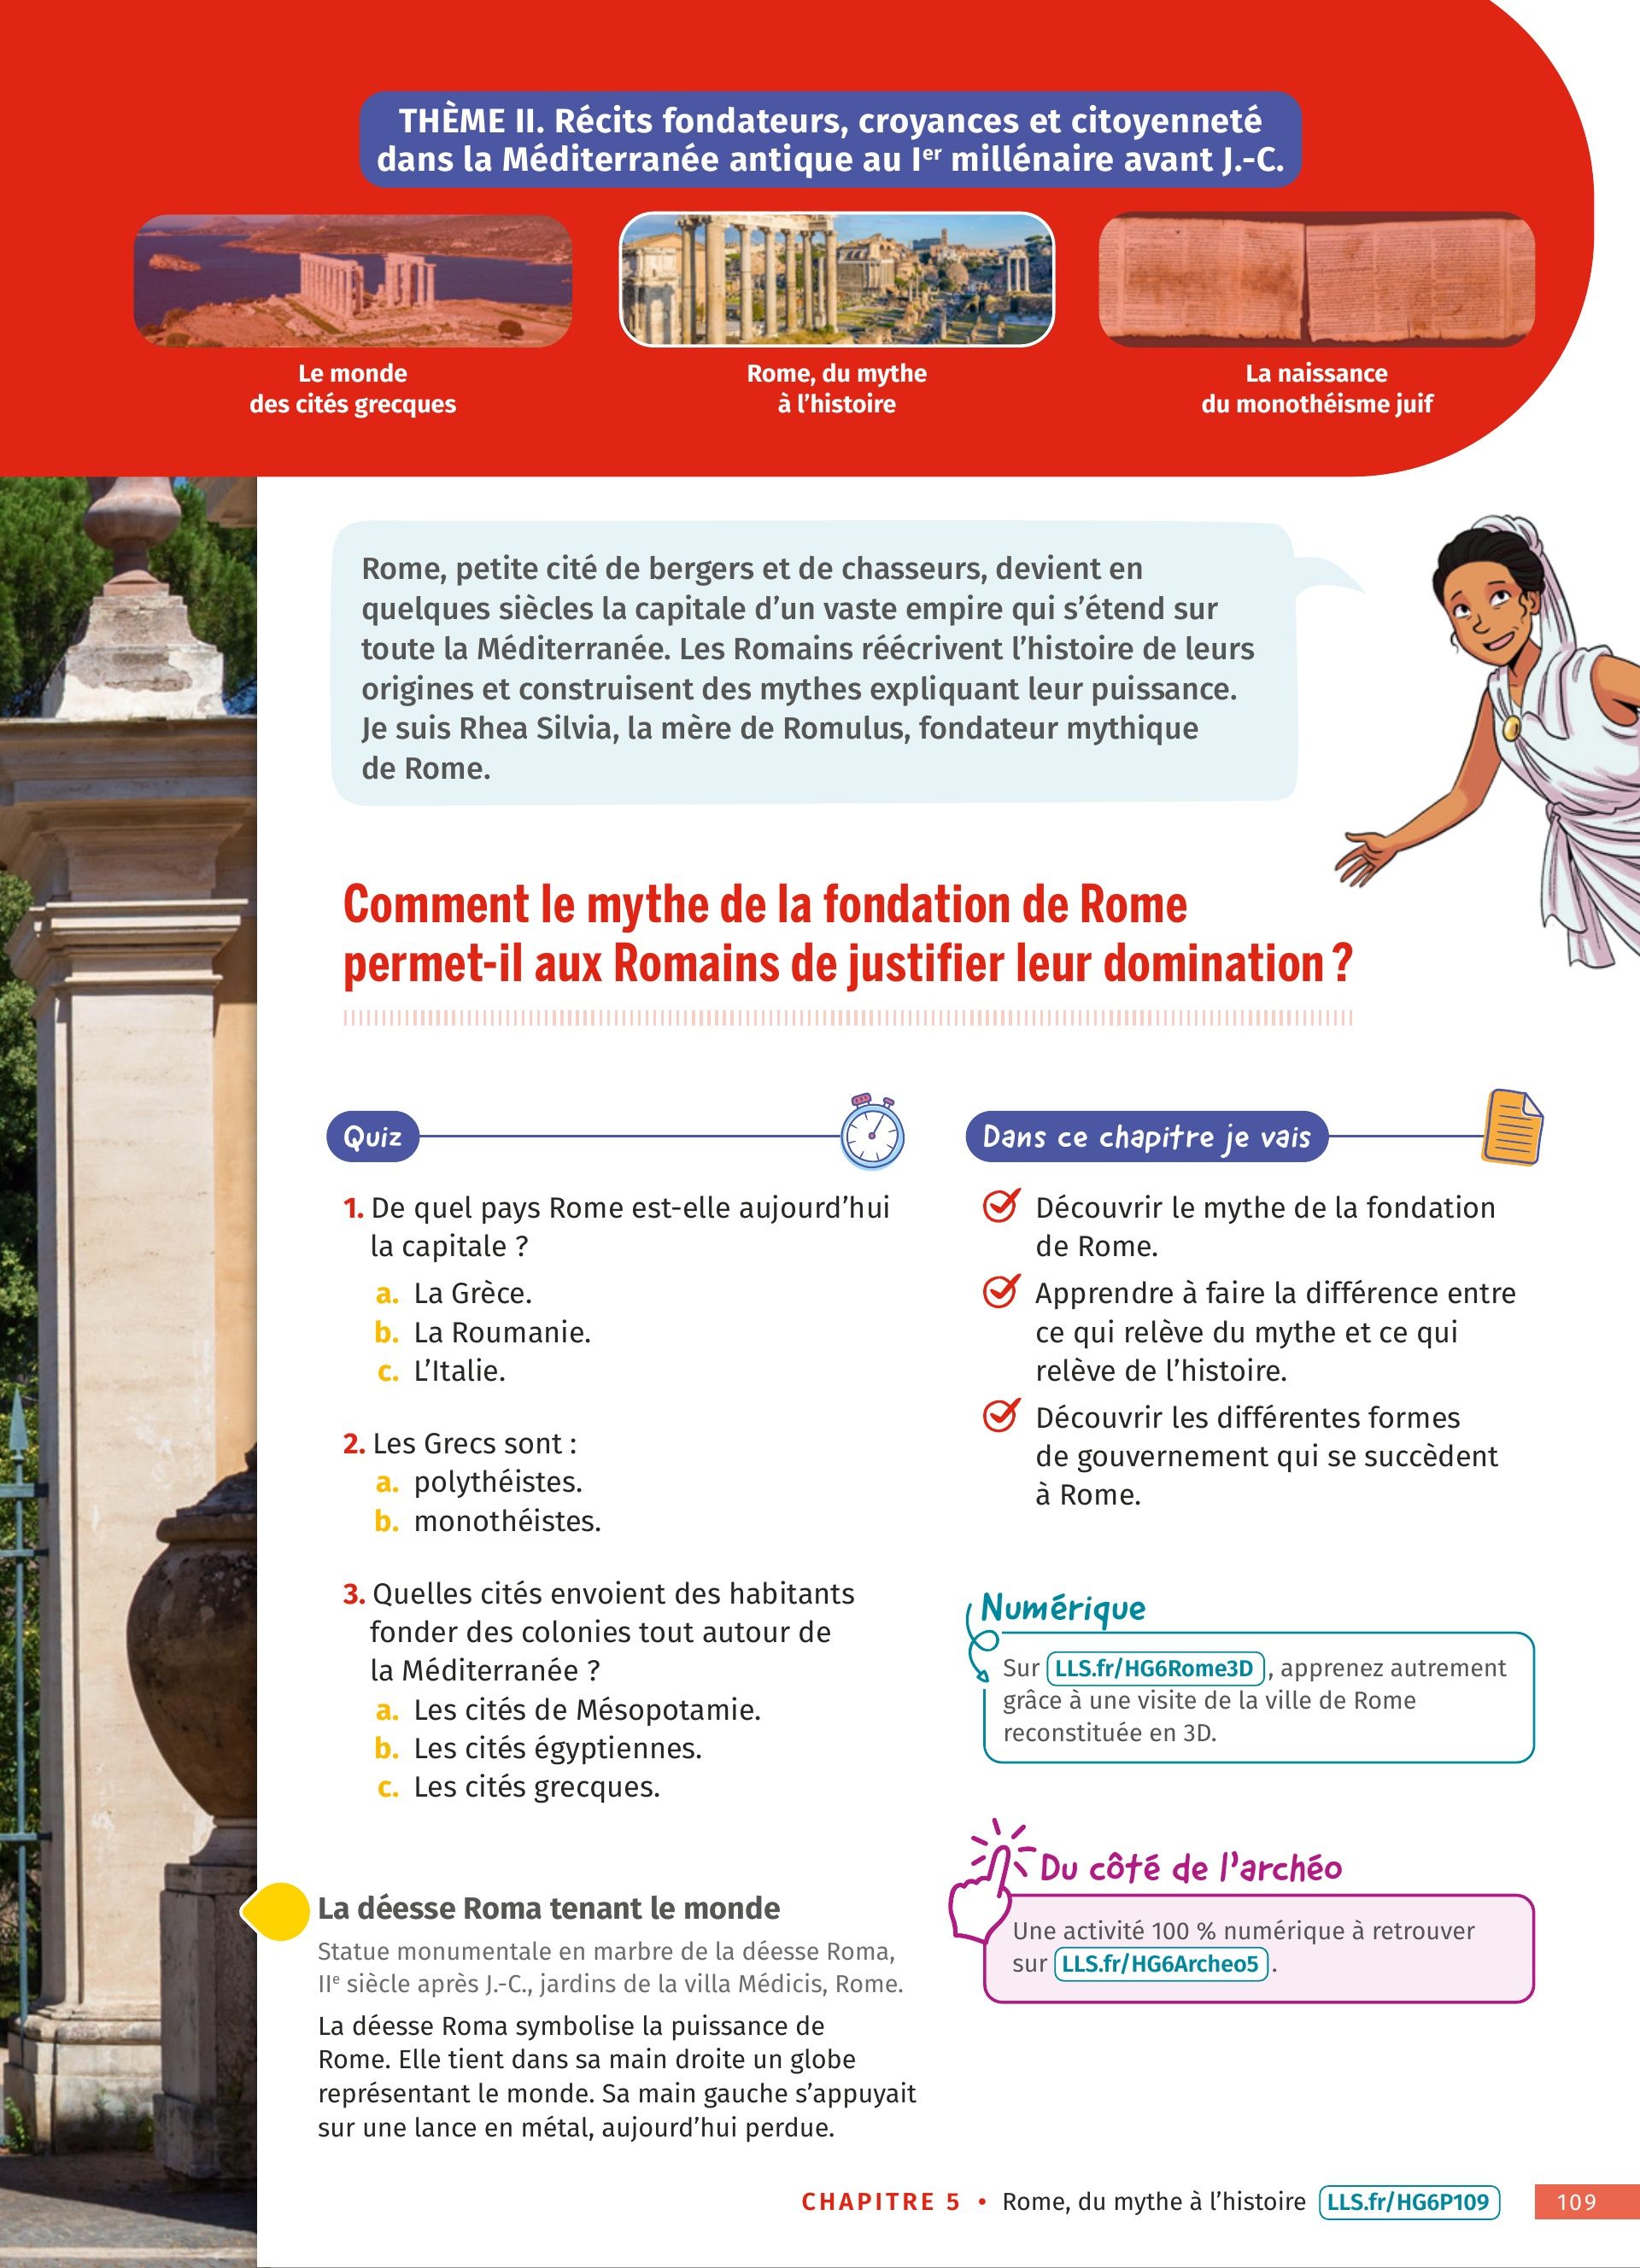 THÈME II. Récits fondateurs, croyances et citoyenneté
dans la Méditerranée antique au Ier millénaire avant J.-C.
Le monde
des cités grecques
Rome, du mythe
à l'histoire
La naissance
du monothéisme juif
Rome, petite cité de bergers et de chasseurs, devient en
quelques siècles la capitale d'un vaste empire qui s'étend sur
toute la Méditerranée. Les Romains réécrivent l'histoire de leurs
origines et construisent des mythes expliquant leur puissance.
Je suis Rhea Silvia, la mère de Romulus, fondateur mythique
de Rome.
Comment le mythe de la fondation de Rome
permet-il aux Romains de justifier leur domination ?
Quiz
1. De quel pays Rome est-elle aujourd'hui
la capitale ?
a. La Grèce.
b. La Roumanie.
c. L'Italie.
2. Les Grecs sont :
a. polythéistes.
b. monothéistes.
3. Quelles cités envoient des habitants
fonder des colonies tout autour de
la Méditerranée ?
a. Les cités de Mésopotamie.
b. Les cités égyptiennes.
c. Les cités grecques.
La déesse Roma tenant le monde
Statue monumentale en marbre de la déesse Roma,
IIe siècle après J.-C., jardins de la villa Médicis, Rome.
La déesse Roma symbolise la puissance de
Rome. Elle tient dans sa main droite un globe
représentant le monde. Sa main gauche s'appuyait
sur une lance en métal, aujourd'hui perdue.
Dans ce chapitre je vais
Découvrir le mythe de la fondation
de Rome.
Apprendre à faire la différence entre
ce qui relève du mythe et ce qui
relève de l'histoire.
Découvrir les différentes formes
de gouvernement qui se succèdent
à Rome.
Numérique
Sur LLS.fr/HG6Rome3D, apprenez autrement
grâce à une visite de la ville de Rome
reconstituée en 3D.
Du côté de l'archéo
Une activité 100 % numérique à retrouver
sur LLS.fr/HG6Archeo5.
CHAPITRE 5 • Rome, du mythe à l'histoire LLS.fr/HG6P109 109